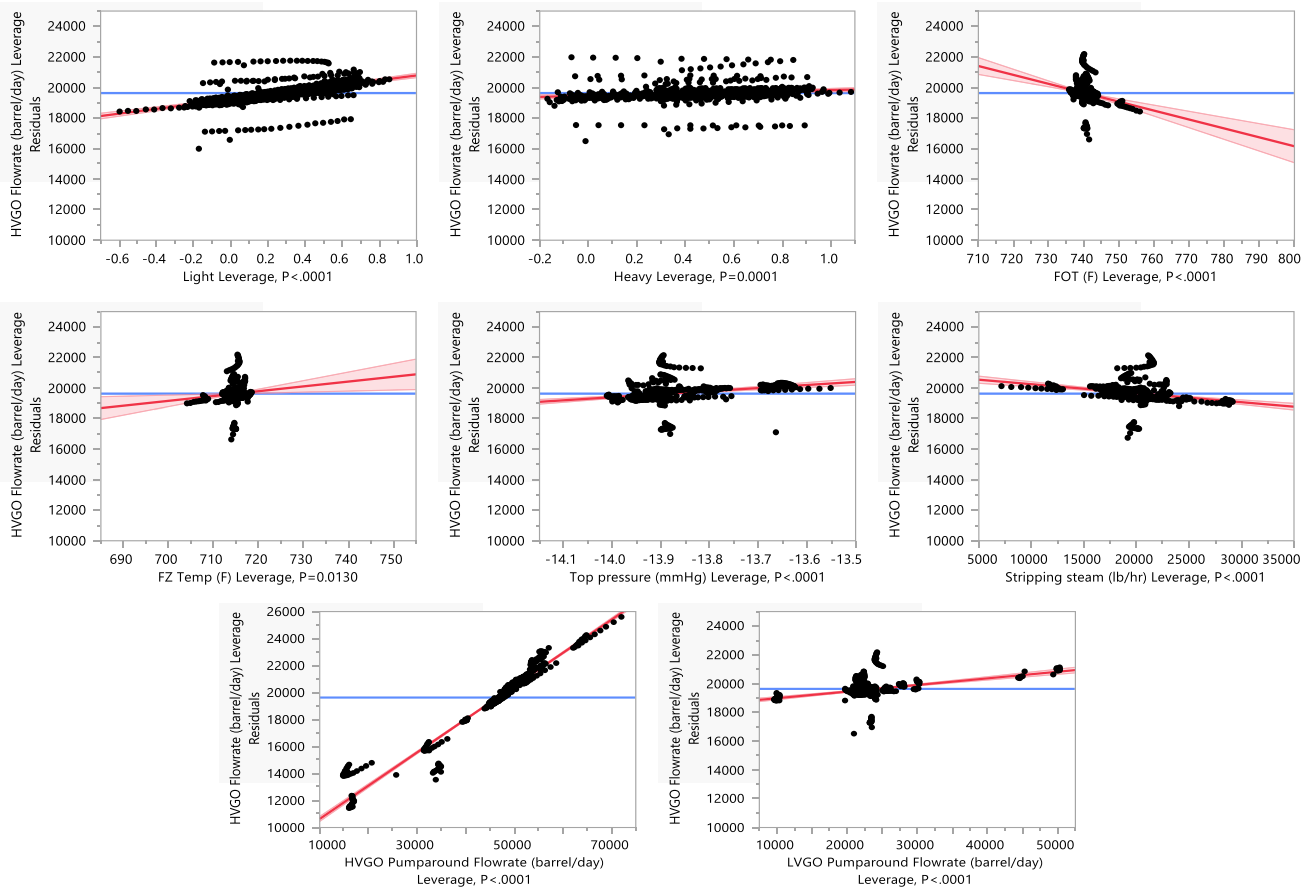 HVGO Flowrate (barrel/day) Leverage
Residuals
24000
22000
20000
18000
16000
14000
12000
10000
-0.6 -0.4 -0.2 0.0 0.2 0.4 0.6 0.8 1.0
Light Leverage, P<.0001
HVGO Flowrate (barrel/day) Leverage
Residuals
24000
22000
20000
18000
16000
14000
12000
10000
-0.2 0.0 0.2 0.4 0.6 0.8 1.0
Heavy Leverage, P=0.0001
HVGO Flowrate (barrel/day) Leverage
Residuals
24000
22000
20000
18000
16000
14000
12000
10000
710 720 730 740 750 760 770 780 790 800
FOT (F) Leverage, P<.0001
HVGO Flowrate (barrel/day) Leverage
Residuals
24000
22000
20000
18000
16000
14000
12000
10000
690 700 710 720 730 740 750
FZ Temp (F) Leverage, P=0.0130
HVGO Flowrate (barrel/day) Leverage
Residuals
24000
22000
20000
18000
16000
14000
12000
10000
-14.1 -14.0 -13.9 -13.8 -13.7 -13.6 -13.5
Top pressure (mmHg) Leverage, P<.0001
HVGO Flowrate (barrel/day) Leverage
Residuals
24000
22000
20000
18000
16000
14000
12000
10000
5000 10000 15000 20000 25000 30000 35000
Stripping steam (lb/hr) Leverage, P<.0001
HVGO Flowrate (barrel/day) Leverage
Residuals
26000
24000
22000
20000
18000
16000
14000
12000
10000
10000 30000 50000 70000
HVGO Pumparound Flowrate (barrel/day)
Leverage, P<.0001
HVGO Flowrate (barrel/day) Leverage
Residuals
24000
22000
20000
18000
16000
14000
12000
10000
10000 20000 30000 40000 50000
LVGO Pumparound Flowrate (barrel/day)
Leverage, P<.0001